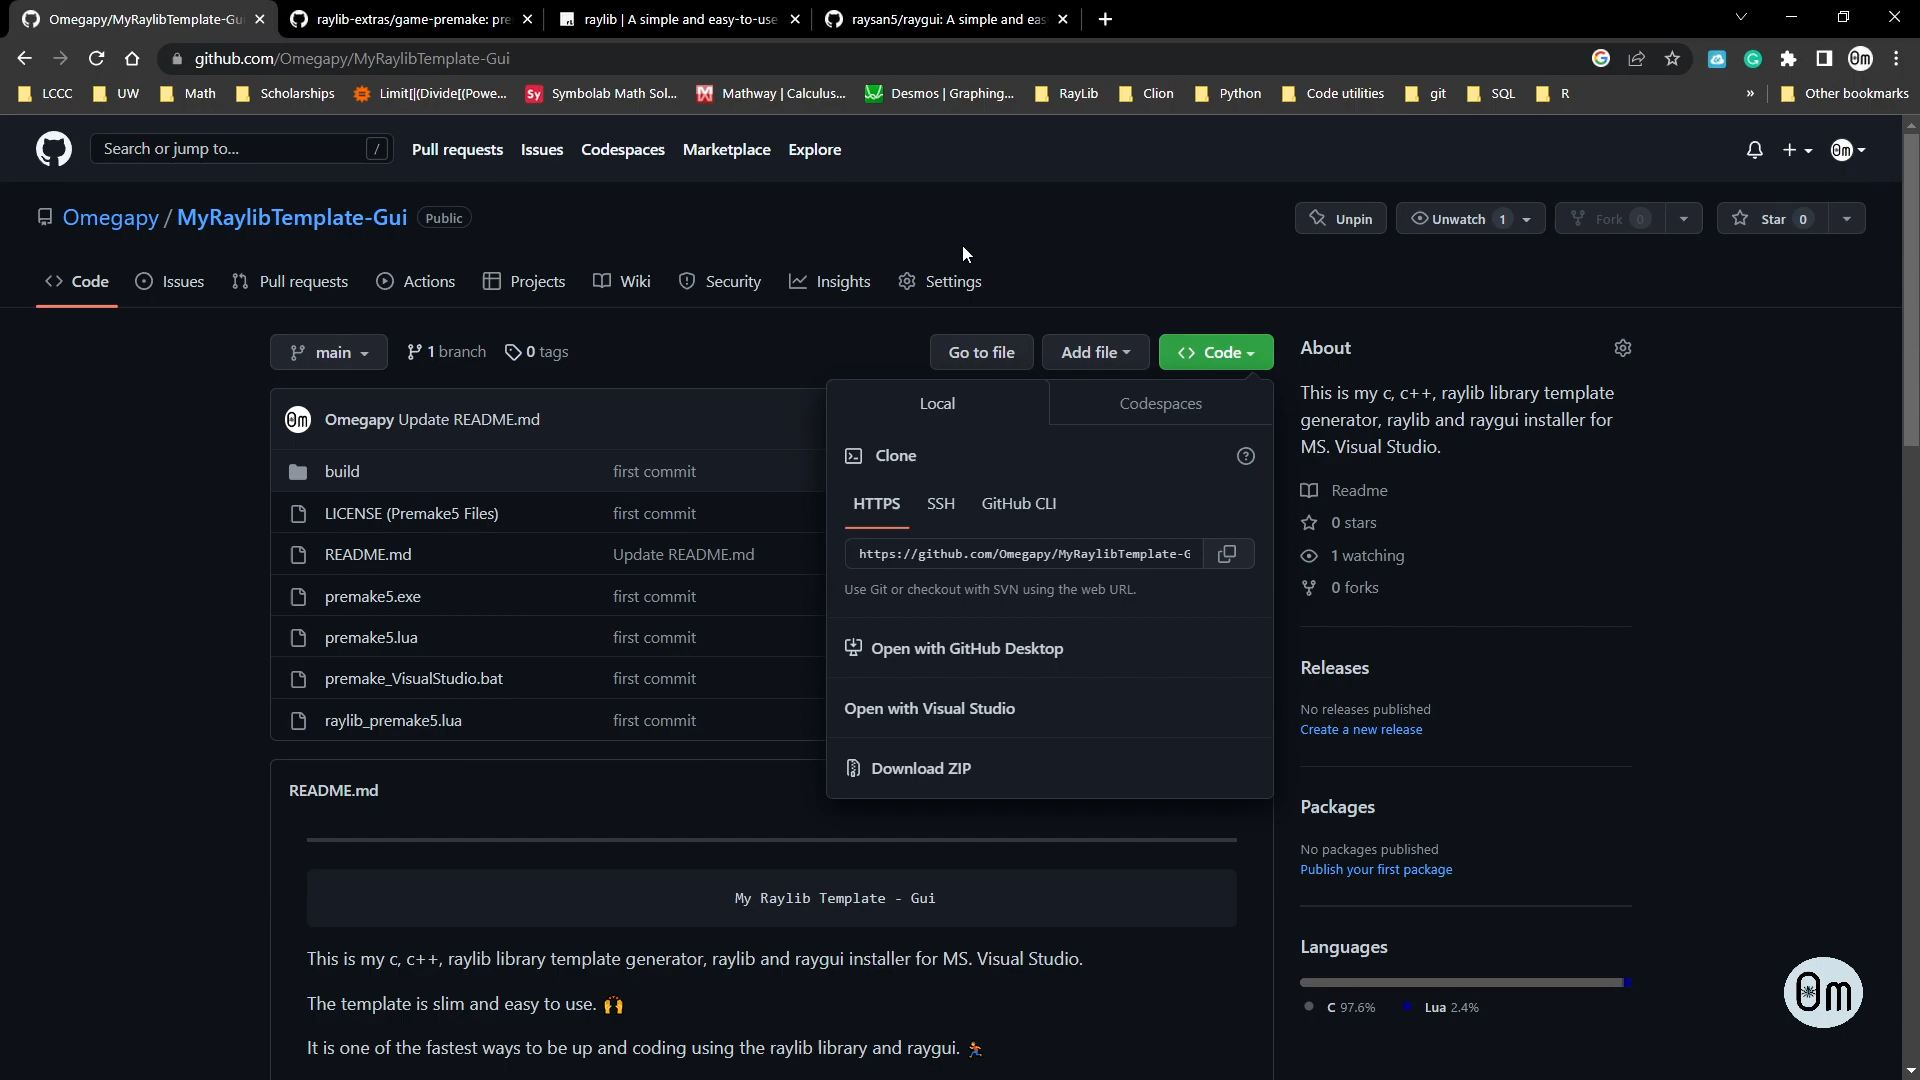 Omegapy/MyRaylibTemplate-Gui
raylib-extras/game-premake: pre
raylib | A simple and easy-to-use
raysan5/raygui: A simple and eas
github.com/Omegapy/MyRaylibTemplate-Gui
LCCC
UW
Math
Scholarships
Limit[|(Divide[(Powe...
Symbolab Math Sol...
Mathway | Calculus...
Desmos | Graphing...
RayLib
Clion
Python
Code utilities
git
SQL
R
»
Other bookmarks
Search or jump to...
/
Pull requests
Issues
Codespaces
Marketplace
Explore
Omegapy / MyRaylibTemplate-Gui
Public
Unpin
Unwatch 1
Fork 0
Star 0
Code
Issues
Pull requests
Actions
Projects
Wiki
Security
Insights
Settings
main
1 branch
0 tags
Go to file
Add file
Code
Omegapy Update README.md
build
first commit
LICENSE (Premake5 Files)
first commit
README.md
Update README.md
premake5.exe
first commit
premake5.lua
first commit
premake_VisualStudio.bat
first commit
raylib_premake5.lua
first commit
Local
Codespaces
Clone
HTTPS
SSH
GitHub CLI
https://github.com/Omegapy/MyRaylibTemplate-G
Use Git or checkout with SVN using the web URL.
Open with GitHub Desktop
Open with Visual Studio
Download ZIP
About
This is my c, c++, raylib library template
generator, raylib and raygui installer for
MS. Visual Studio.
Readme
0 stars
1 watching
0 forks
Releases
No releases published
Create a new release
Packages
No packages published
Publish your first package
Languages
C 97.6%
Lua 2.4%
README.md
My Raylib Template - Gui
This is my c, c++, raylib library template generator, raylib and raygui installer for MS. Visual Studio.
The template is slim and easy to use. 🙌
It is one of the fastest ways to be up and coding using the raylib library and raygui. 🏃
Om